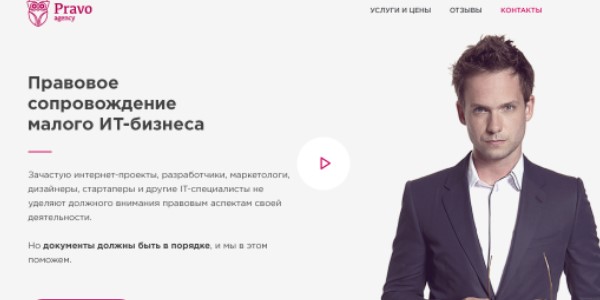 Pravo
agency
УСЛУГИ И ЦЕНЫ ОТЗЫВЫ КОНТАКТЫ
Правовое
сопровождение
малого ИТ-бизнеса
Зачастую интернет-проекты, разработчики, маркетологи,
дизайнеры, стартаперы и другие IT-специалисты не
уделяют должного внимания правовым аспектам своей
деятельности.
Но документы должны быть в порядке, и мы в этом
поможем.